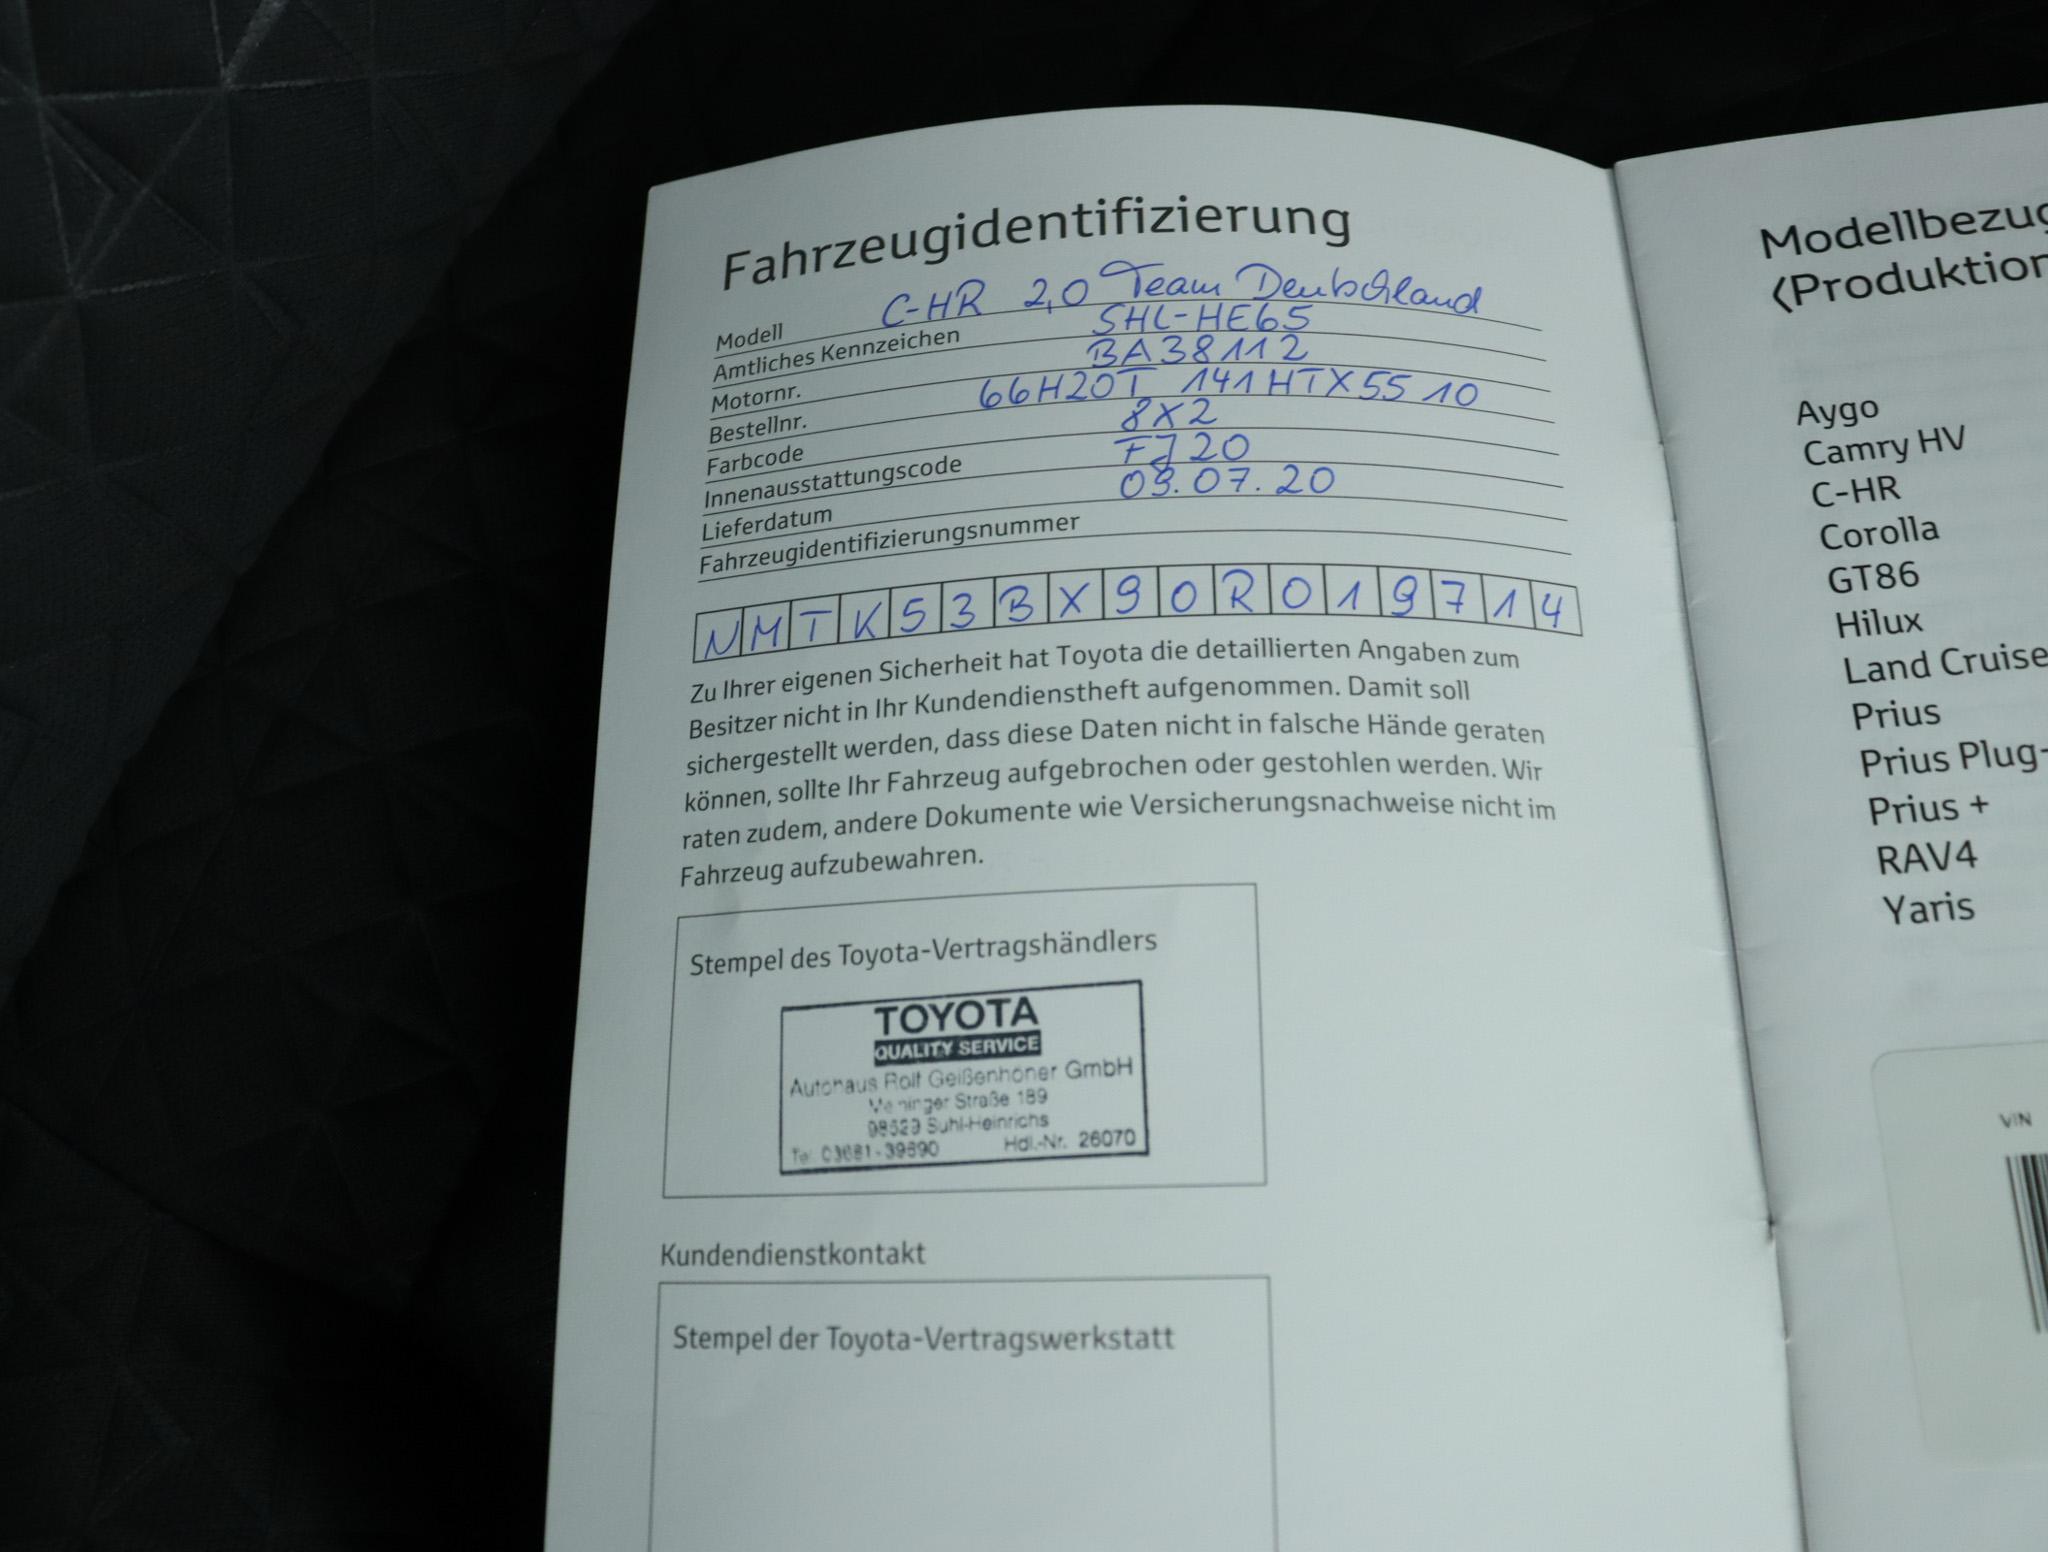 Fahrzeugidentifizierung
Modell C-HR 2,0 Team Deutschland
Amtliches Kennzeichen SHL-HE65
Motornr. BA38112
Bestellnr. 66H20T 141HTX5510
Farbcode 8X2
Innenausstattungscode FJ20
Lieferdatum 09.07.20
Fahrzeugidentifizierungsnummer
NMTK53BX90R019714
Zu Ihrer eigenen Sicherheit hat Toyota die detaillierten Angaben zum
Besitzer nicht in Ihr Kundendienstheft aufgenommen. Damit soll
sichergestellt werden, dass diese Daten nicht in falsche Hände geraten
können, sollte Ihr Fahrzeug aufgebrochen oder gestohlen werden. Wir
raten zudem, andere Dokumente wie Versicherungsnachweise nicht im
Fahrzeug aufzubewahren.
Stempel des Toyota-Vertragshändlers
TOYOTA
QUALITY SERVICE
Autohaus Rolf Geißenhöner GmbH
Straße 189
98529 Suhl-Heinrichs
Tel. 03681-39890 Hdl.-Nr. 26070
Kundendienstkontakt
Stempel der Toyota-Vertragswerkstatt
Modellbezug
(Produktion
Aygo
Camry HV
C-HR
Corolla
GT86
Hilux
Land Cruise
Prius
Prius Plug-
Prius +
RAV4
Yaris
VIN